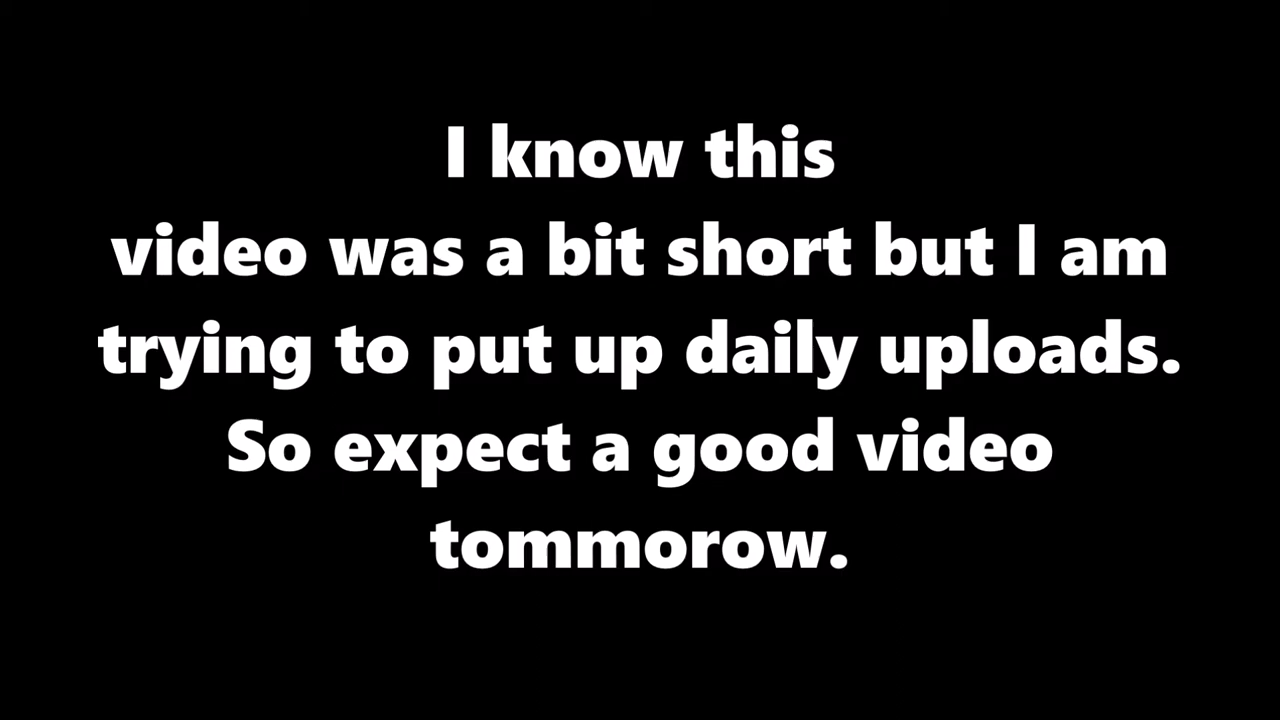 I know this
video was a bit short but I am
trying to put up daily uploads.
So expect a good video
tommorow.